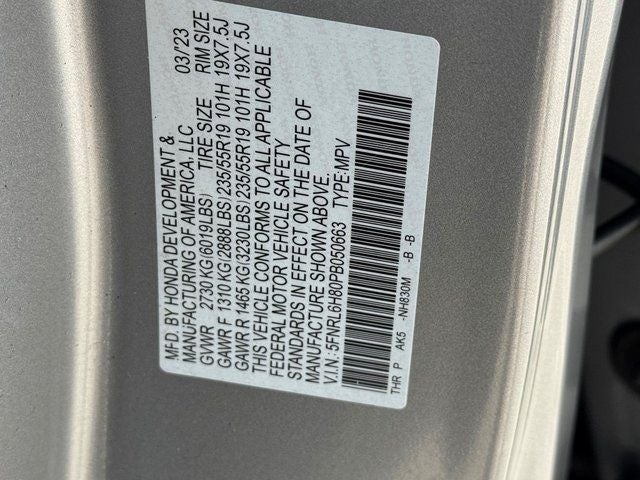 MFD. BY HONDA DEVELOPMENT &
MANUFACTURING OF AMERICA, LLC 03/'23
GVWR 2730 KG(6019LBS) TIRE SIZE RIM SIZE
GAWR F 1310 KG(2888LBS) 235/55R19 101H 19X7.5J
GAWR R 1465 KG(3230LBS) 235/55R19 101H 19X7.5J
THIS VEHICLE CONFORMS TO ALL APPLICABLE
FEDERAL MOTOR VEHICLE SAFETY
STANDARDS IN EFFECT ON THE DATE OF
MANUFACTURE SHOWN ABOVE.
V.I.N: 5FNRL6H80PB050663 TYPE:MPV
THR P AK5 -NH830M -B -B